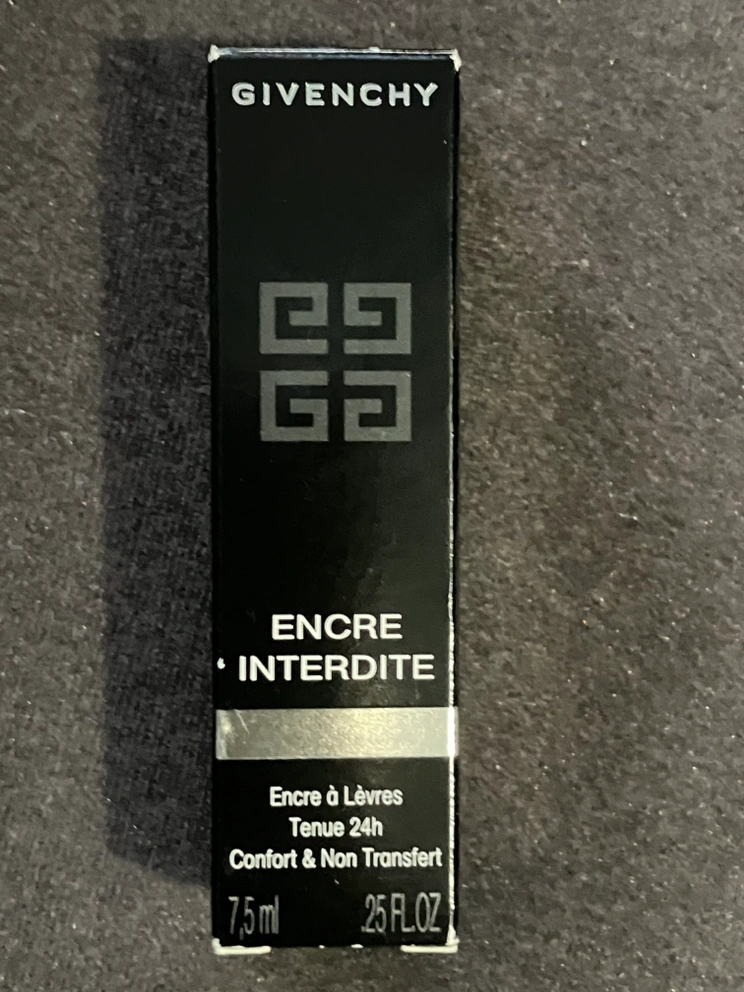 GIVENCHY
ENCRE
INTERDITE
Encre à Lèvres
Tenue 24h
Confort & Non Transfert
7,5 ml .25 FL.OZ